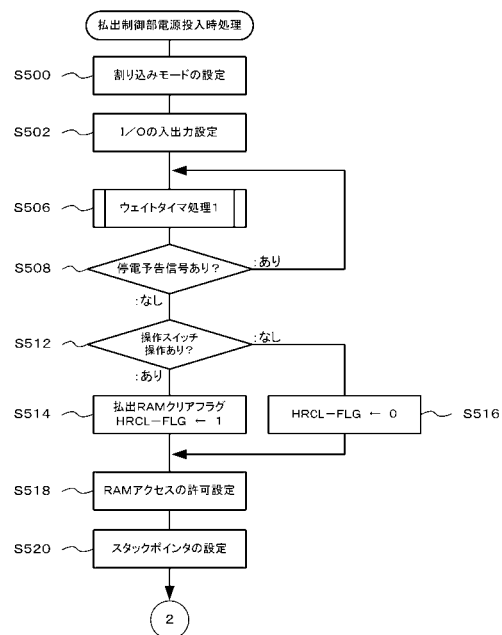 払出制御部電源投入時処理
S500
割り込みモードの設定
S502
I/Oの入出力設定
S506
ウェイトタイマ処理1
S508
停電予告信号あり?
:あり
:なし
S512
操作スイッチ
操作あり?
:なし
:あり
S514
払出RAMクリアフラグ
HRCL-FLG ← 1
HRCL-FLG ← 0
S516
S518
RAMアクセスの許可設定
S520
スタックポインタの設定
2